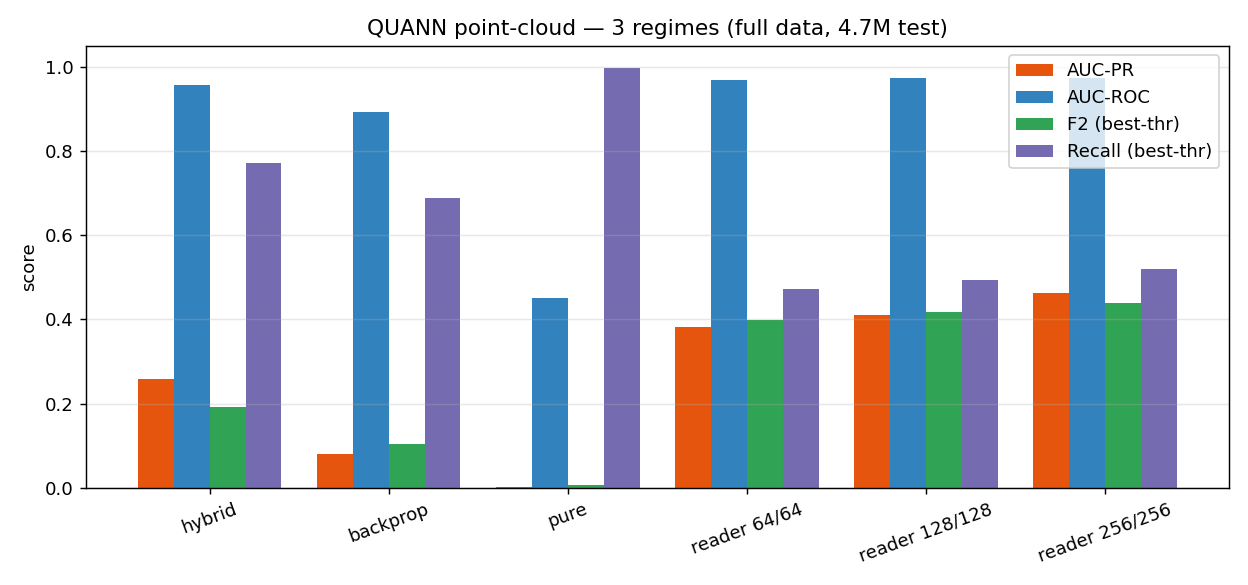 QUANN point-cloud — 3 regimes (full data, 4.7M test)
AUC-PR
AUC-ROC
F2 (best-thr)
Recall (best-thr)
score
1.0
0.8
0.6
0.4
0.2
0.0
hybrid
backprop
pure
reader 64/64
reader 128/128
reader 256/256